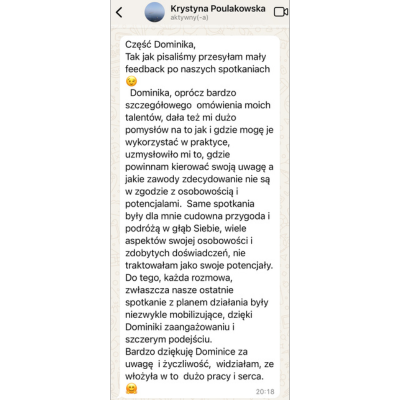 Krystyna Poulakowska
aktywny(-a)
Część Dominika,
Tak jak pisaliśmy przesyłam mały
feedback po naszych spotkaniach
😉
Dominika, oprócz bardzo
szczegółowego omówienia moich
talentów, dała też mi dużo
pomysłów na to jak i gdzie mogę je
wykorzystać w praktyce,
uzmysłowiło mi to, gdzie
powinnam kierować swoją uwagę a
jakie zawody zdecydowanie nie są
w zgodzie z osobowością i
potencjalami. Same spotkania
były dla mnie cudowna przygoda i
podróżą w głąb Siebie, wiele
aspektów swojej osobowości i
zdobytych doświadczeń, nie
traktowałam jako swoje potencjały.
Do tego, każda rozmowa,
zwłaszcza nasze ostatnie
spotkanie z planem działania były
niezwykle mobilizujące, dzięki
Dominiki zaangażowaniu i
szczerym podejściu.
Bardzo dziękuję Dominice za
uwagę i życzliwość, widziałam, ze
włożyła w to dużo pracy i serca.
🤗
20:18